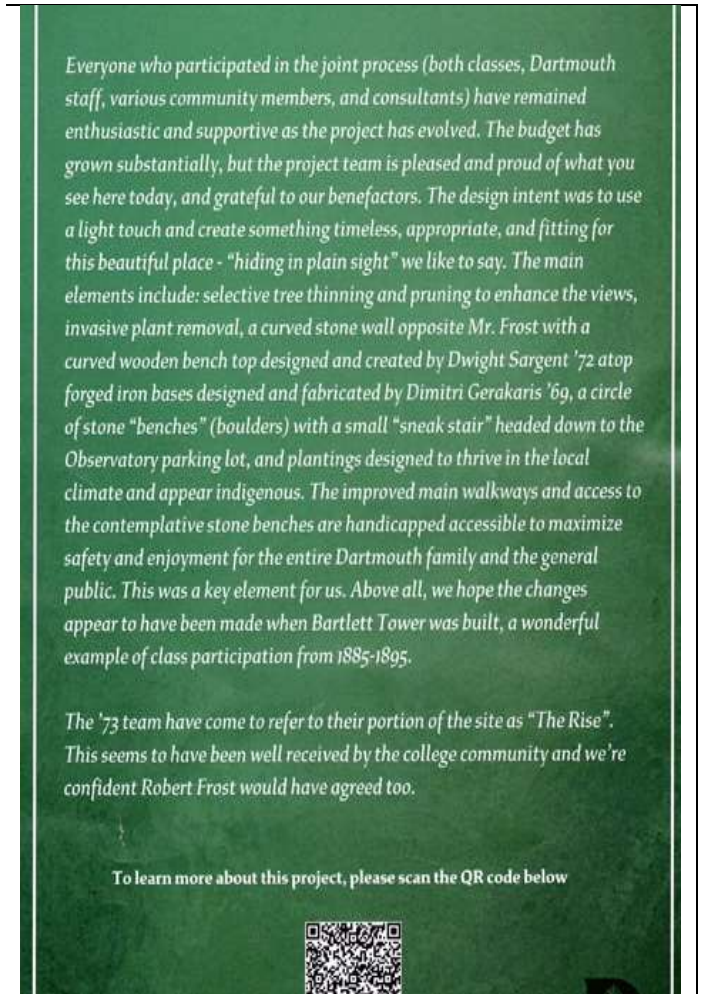 Everyone who participated in the joint process (both classes, Dartmouth
staff, various community members, and consultants) have remained
enthusiastic and supportive as the project has evolved. The budget has
grown substantially, but the project team is pleased and proud of what you
see here today, and grateful to our benefactors. The design intent was to use
a light touch and create something timeless, appropriate, and fitting for
this beautiful place - “hiding in plain sight” we like to say. The main
elements include: selective tree thinning and pruning to enhance the views,
invasive plant removal, a curved stone wall opposite Mr. Frost with a
curved wooden bench top designed and created by Dwight Sargent ’72 atop
forged iron bases designed and fabricated by Dimitri Gerakaris ’69, a circle
of stone “benches” (boulders) with a small “sneak stair” headed down to the
Observatory parking lot, and plantings designed to thrive in the local
climate and appear indigenous. The improved main walkways and access to
the contemplative stone benches are handicapped accessible to maximize
safety and enjoyment for the entire Dartmouth family and the general
public. This was a key element for us. Above all, we hope the changes
appear to have been made when Bartlett Tower was built, a wonderful
example of class participation from 1885-1895.
The ’73 team have come to refer to their portion of the site as “The Rise”.
This seems to have been well received by the college community and we’re
confident Robert Frost would have agreed too.
To learn more about this project, please scan the QR code below